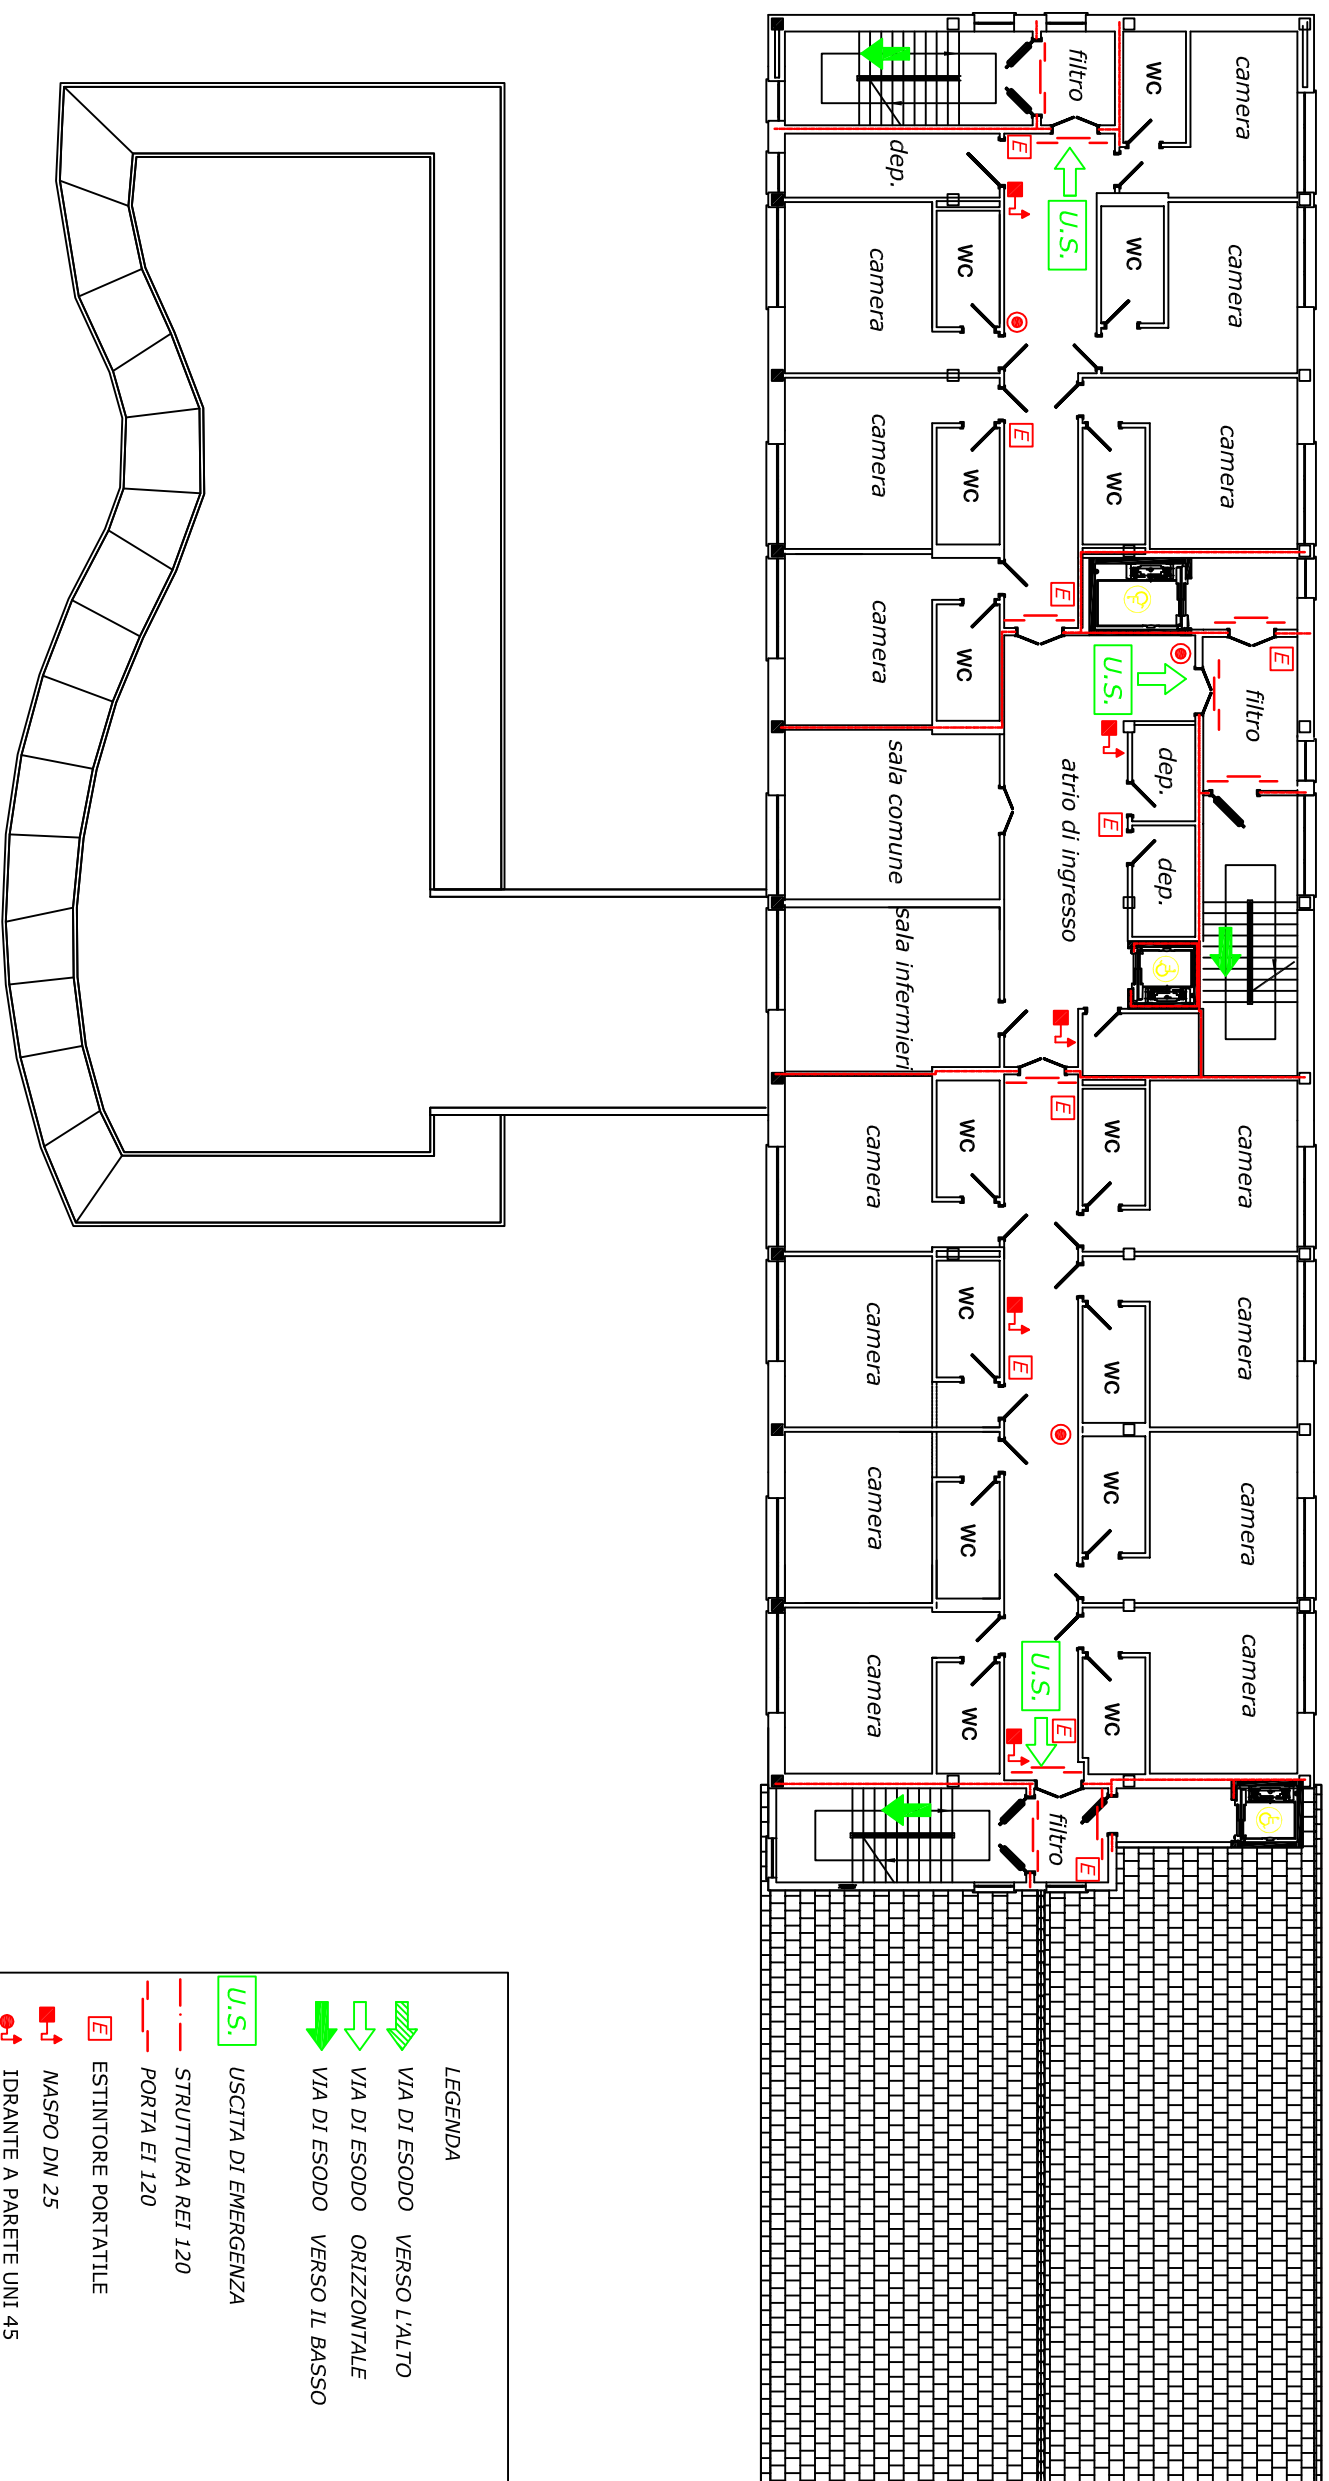 camera
camera
camera
E
filtro
camera
camera
camera
camera
WC
WC
WC
U.S.
dep.
dep.
E
WC
WC
WC
WC
filtro
U.S.
E
atrio di ingresso
E
U.S.
E
filtro
E
E
E
E
WC
WC
WC
WC
WC
WC
WC
dep.
camera
camera
camera
sala comune
sala infermieri
camera
camera
camera
camera
LEGENDA
VIA DI ESODO VERSO L'ALTO
VIA DI ESODO ORIZZONTALE
VIA DI ESODO VERSO IL BASSO
U.S. USCITA DI EMERGENZA
STRUTTURA REI 120
PORTA EI 120
E ESTINTORE PORTATILE
NASPO DN 25
IDRANTE A PARETE UNI 45